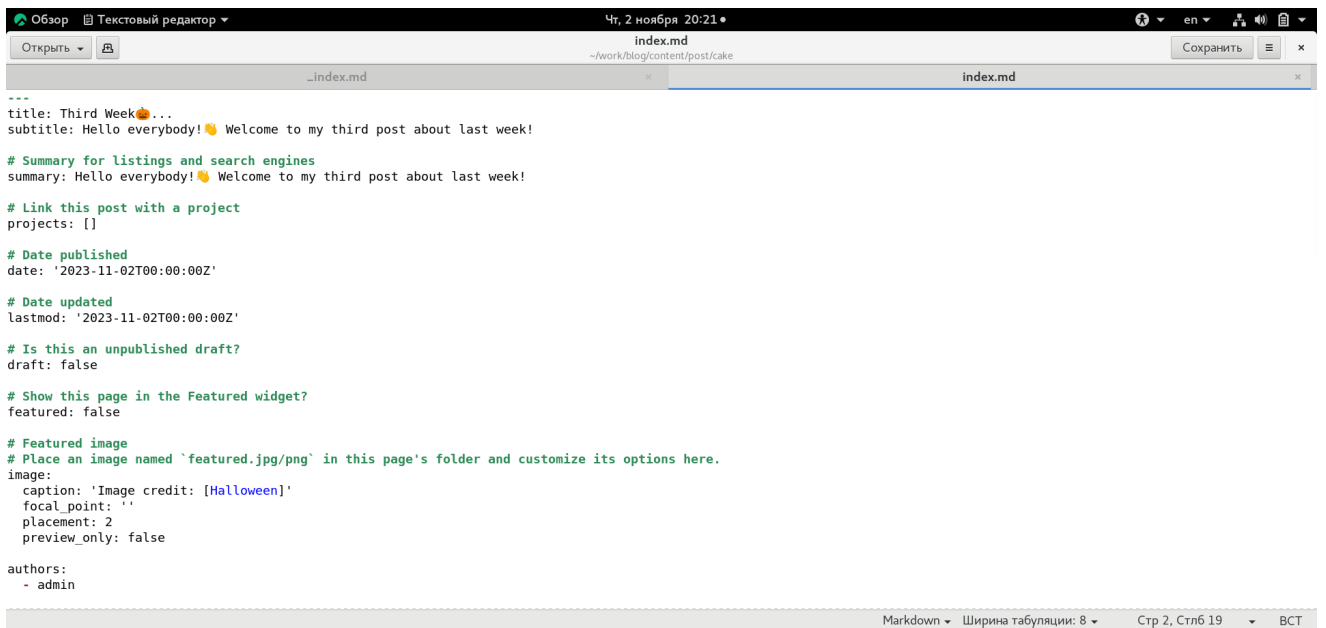 Обзор Текстовый редактор Чт, 2 ноября 20:21 en
Открыть index.md Сохранить
~/work/blog/content/post/cake
_index.md index.md
---
title: Third Week🎃...
subtitle: Hello everybody!👋 Welcome to my third post about last week!
# Summary for listings and search engines
summary: Hello everybody!👋 Welcome to my third post about last week!
# Link this post with a project
projects: []
# Date published
date: '2023-11-02T00:00:00Z'
# Date updated
lastmod: '2023-11-02T00:00:00Z'
# Is this an unpublished draft?
draft: false
# Show this page in the Featured widget?
featured: false
# Featured image
# Place an image named `featured.jpg/png` in this page's folder and customize its options here.
image:
  caption: 'Image credit: [Halloween]'
  focal_point: ''
  placement: 2
  preview_only: false
authors:
  - admin
Markdown Ширина табуляции: 8 Стр 2, Стлб 19 ВСТ